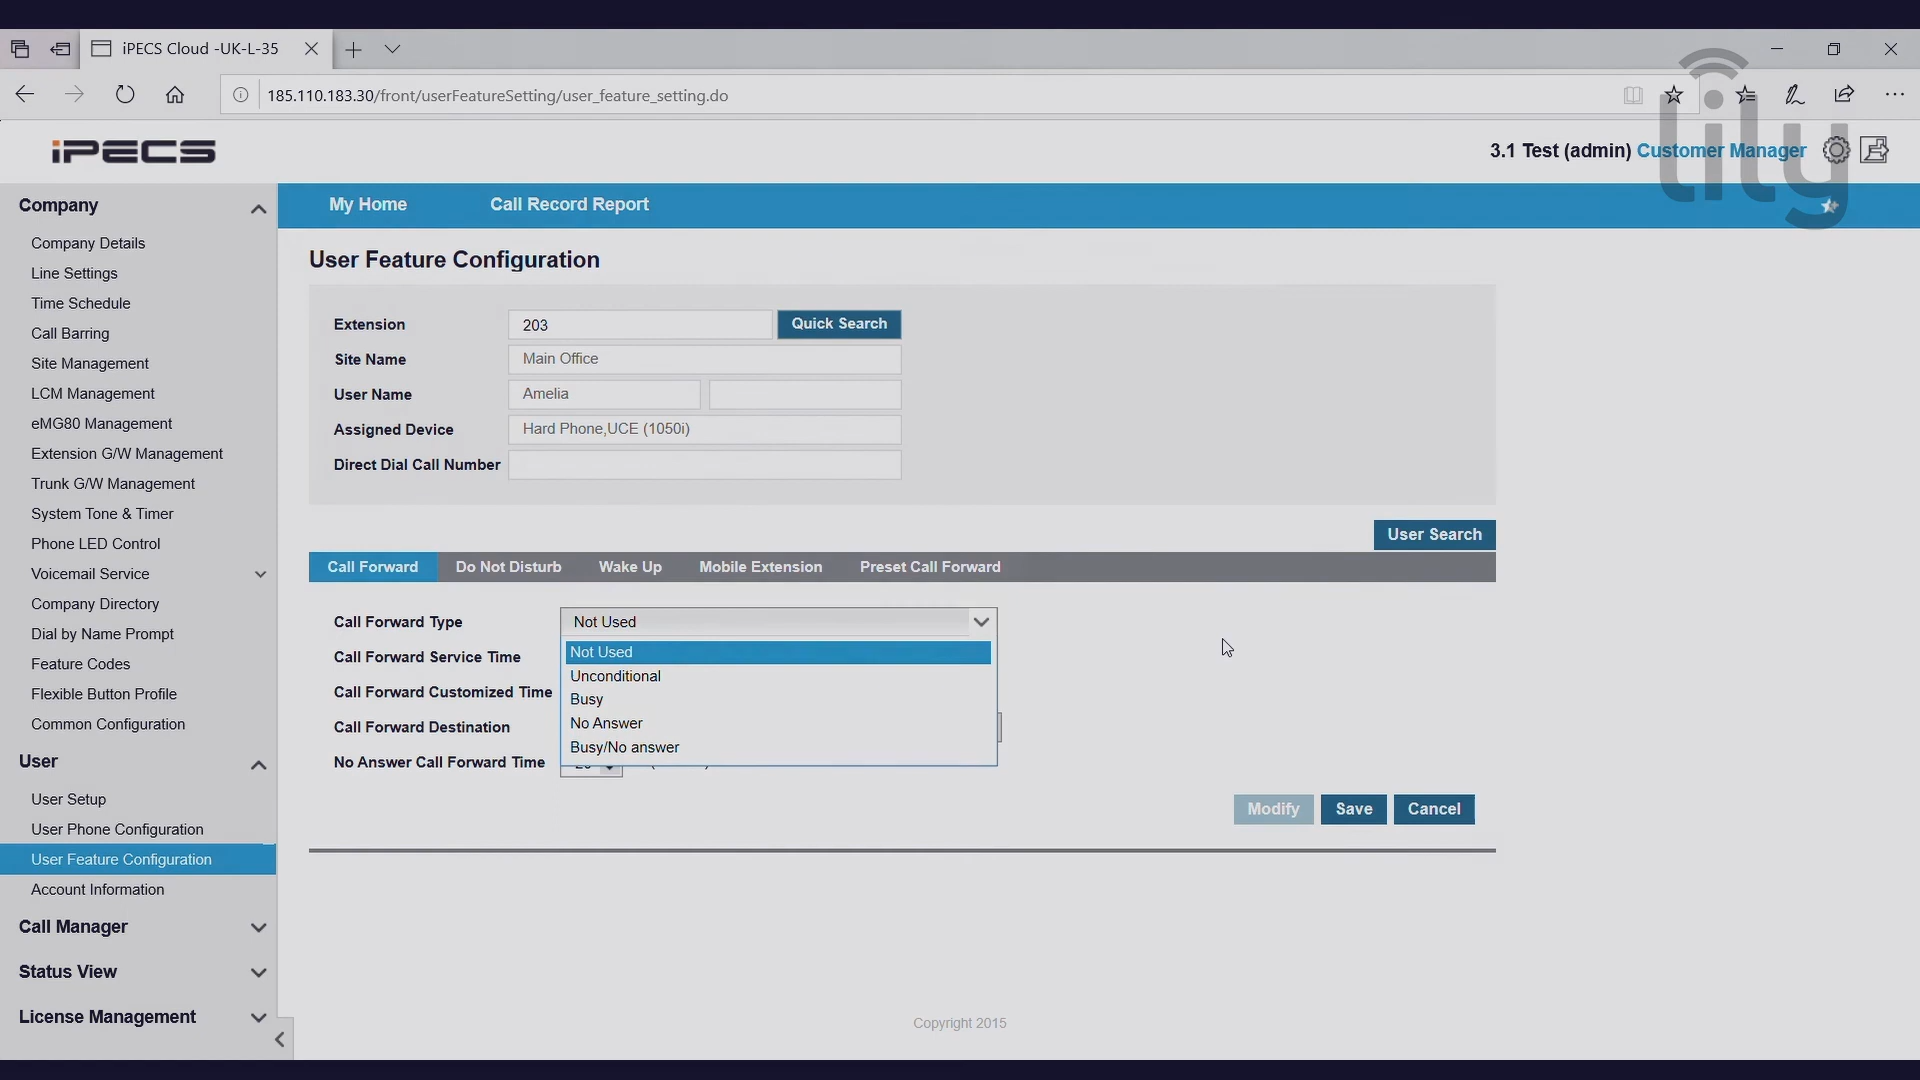 iPECS Cloud -UK-L-35
185.110.183.30/front/userFeatureSetting/user_feature_setting.do
lily
iPECS
3.1 Test (admin) Customer Manager
My Home Call Record Report
Company
Company Details
Line Settings
Time Schedule
Call Barring
Site Management
LCM Management
eMG80 Management
Extension G/W Management
Trunk G/W Management
System Tone & Timer
Phone LED Control
Voicemail Service
Company Directory
Dial by Name Prompt
Feature Codes
Flexible Button Profile
Common Configuration
User
User Setup
User Phone Configuration
User Feature Configuration
Account Information
Call Manager
Status View
License Management
User Feature Configuration
Extension 203 Quick Search
Site Name Main Office
User Name Amelia
Assigned Device Hard Phone,UCE (1050i)
Direct Dial Call Number
User Search
Call Forward Do Not Disturb Wake Up Mobile Extension Preset Call Forward
Call Forward Type Not Used
Not Used
Call Forward Service Time
Unconditional
Call Forward Customized Time
Busy
Call Forward Destination
No Answer
Busy/No answer
No Answer Call Forward Time
Modify Save Cancel
Copyright 2015